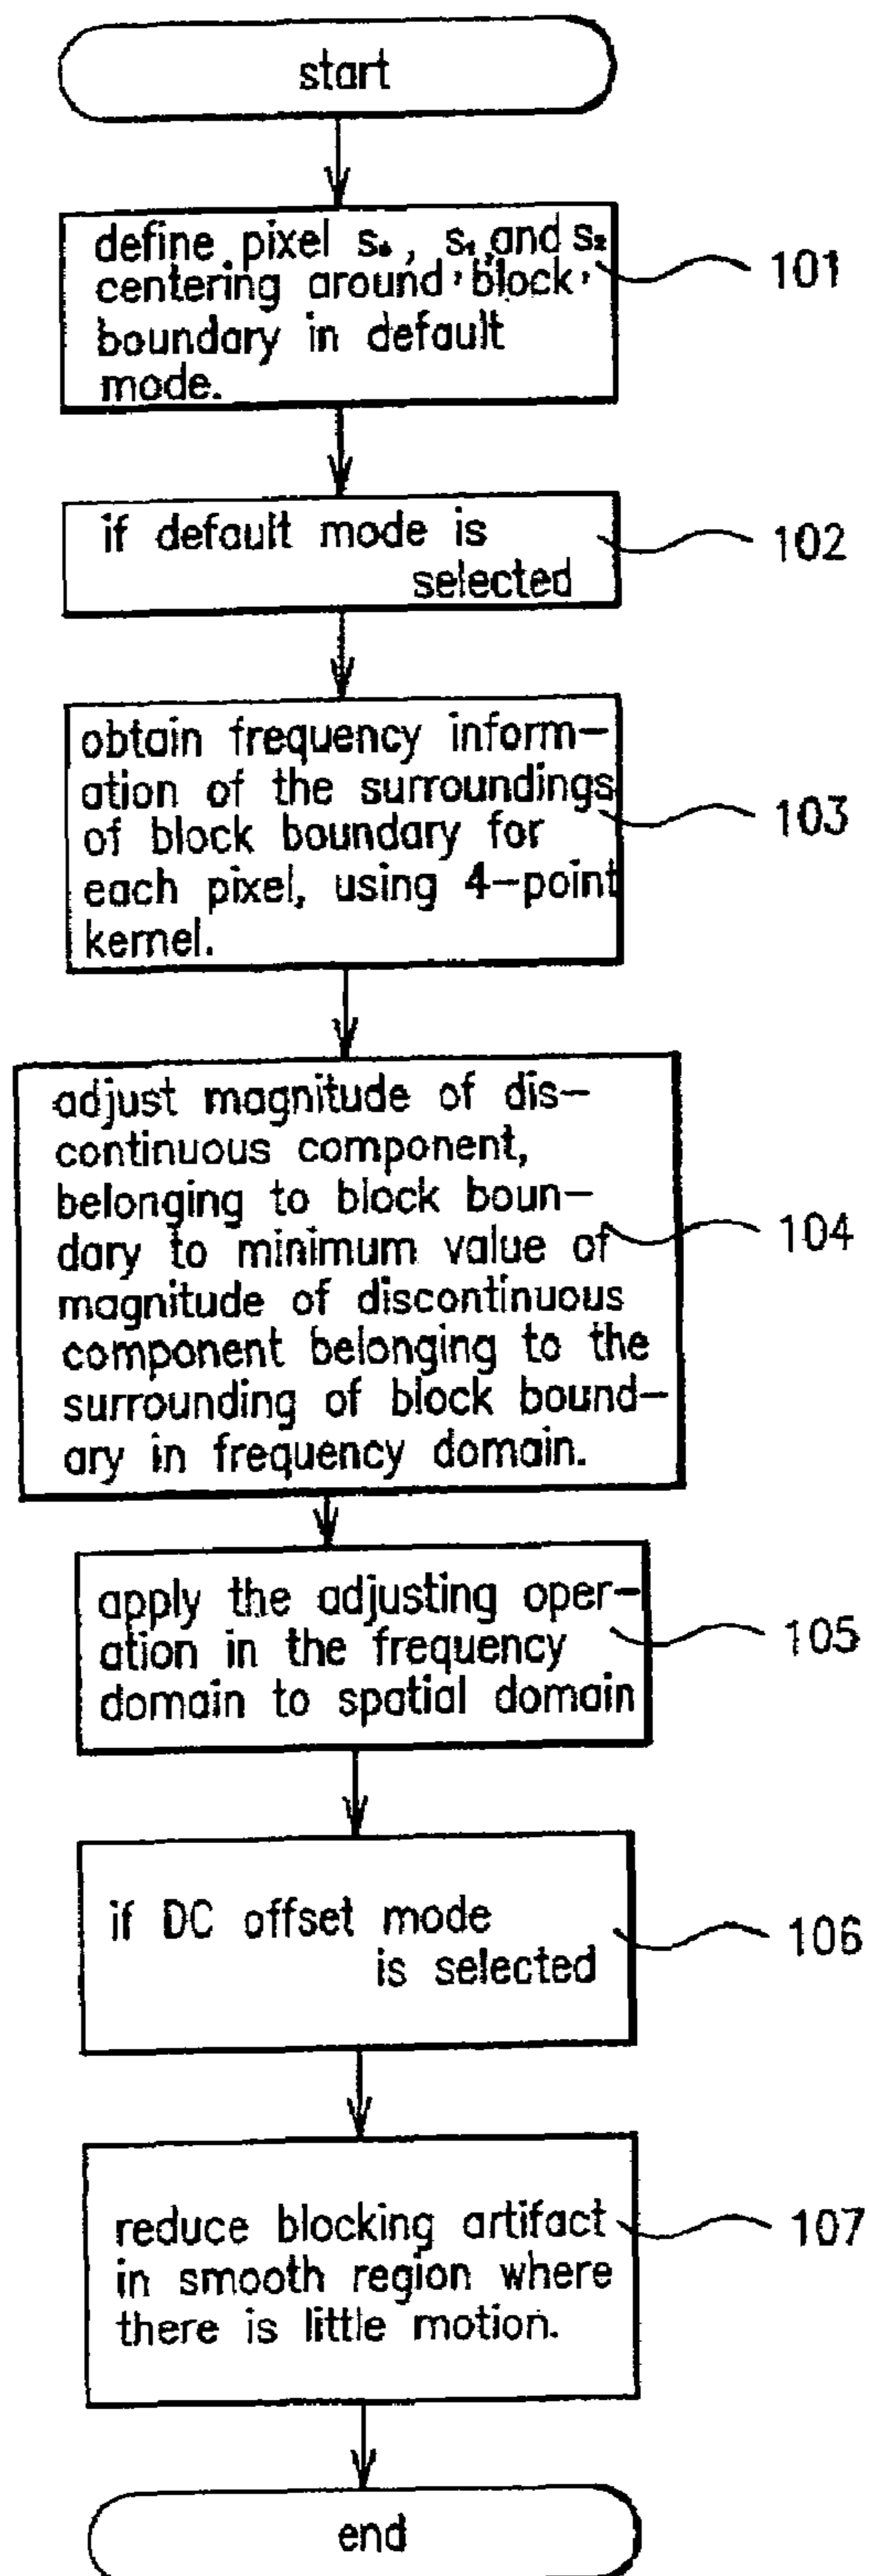 start
define pixel s₀, s₁, and s₂
centering around block
boundary in default
mode.
101
if default mode is
selected
102
obtain frequency inform-
ation of the surroundings
of block boundary for
each pixel, using 4-point
kernel.
103
adjust magnitude of dis-
continuous component,
belonging to block boun-
dary to minimum value of
magnitude of discontinuous
component belonging to the
surrounding of block bound-
ary in frequency domain.
104
apply the adjusting oper-
ation in the frequency
domain to spatial domain
105
if DC offset mode
is selected
106
reduce blocking artifact
in smooth region where
there is little motion.
107
end